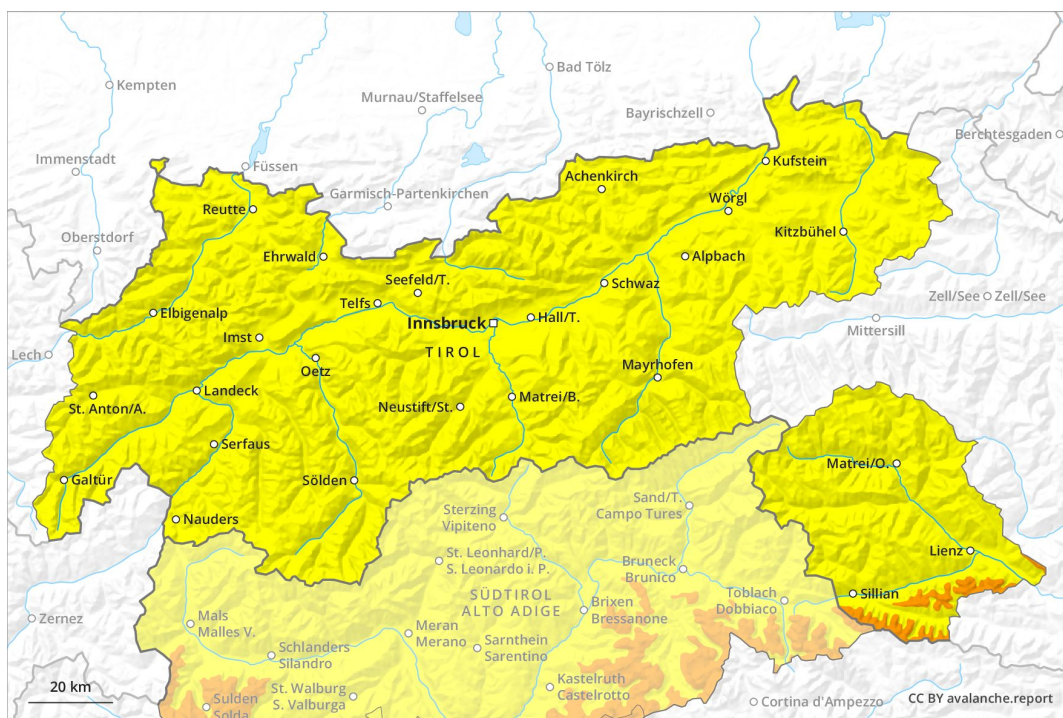 Kempten
Bad Tölz
Murnau/Staffelsee
Bayrischzell
Berchtesgaden
Immenstadt
Füssen
Kufstein
Achenkirch
Garmisch-Partenkirchen
Wörgl
Reutte
Oberstdorf
Kitzbühel
Ehrwald
Alpbach
Seefeld/T.
Schwaz
Zell/See
Zell/See
Telfs
Elbigenalp
Innsbruck
Hall/T.
Mittersill
Imst
Lech
TIROL
Oetz
Mayrhofen
Landeck
St. Anton/A.
Neustift/St.
Matrei/B.
Serfaus
Matrei/O.
Galtür
Sölden
Sand/T.
Campo Tures
Sterzing
Vipiteno
Nauders
Lienz
St. Leonhard/P.
S. Leonardo i. P.
Bruneck
Brunico
Toblach
Dobbiaco
Sillian
SÜDTIROL
ALTO ADIGE
Zernez
Mals
Malles V.
Brixen
Bressanone
Meran
Merano
Sarnthein
Sarentino
Schlanders
Silandro
20 km
St. Walburg
S. Valburga
Kastelruth
Castelrotto
Sulden
Solda
Cortina d'Ampezzo
CC BY avalanche.report